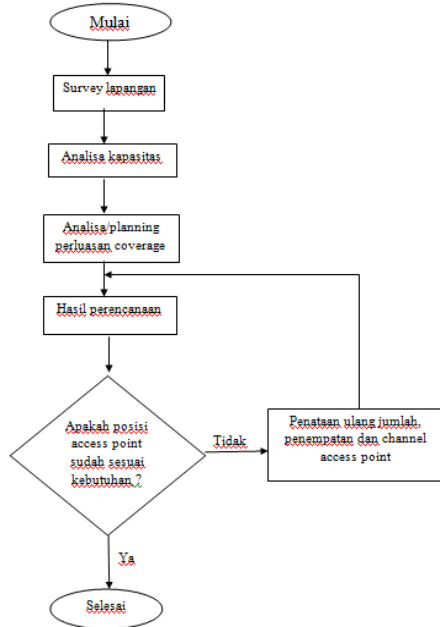 Mulai
Survey lapangan
Analisa kapasitas
Analisa/planning
perluasan coverage
Hasil perencanaan
Apakah posisi
access point
sudah sesuai
kebutuhan ?
Tidak
Penataan ulang jumlah,
penempatan dan channel
access point
Ya
Selesai